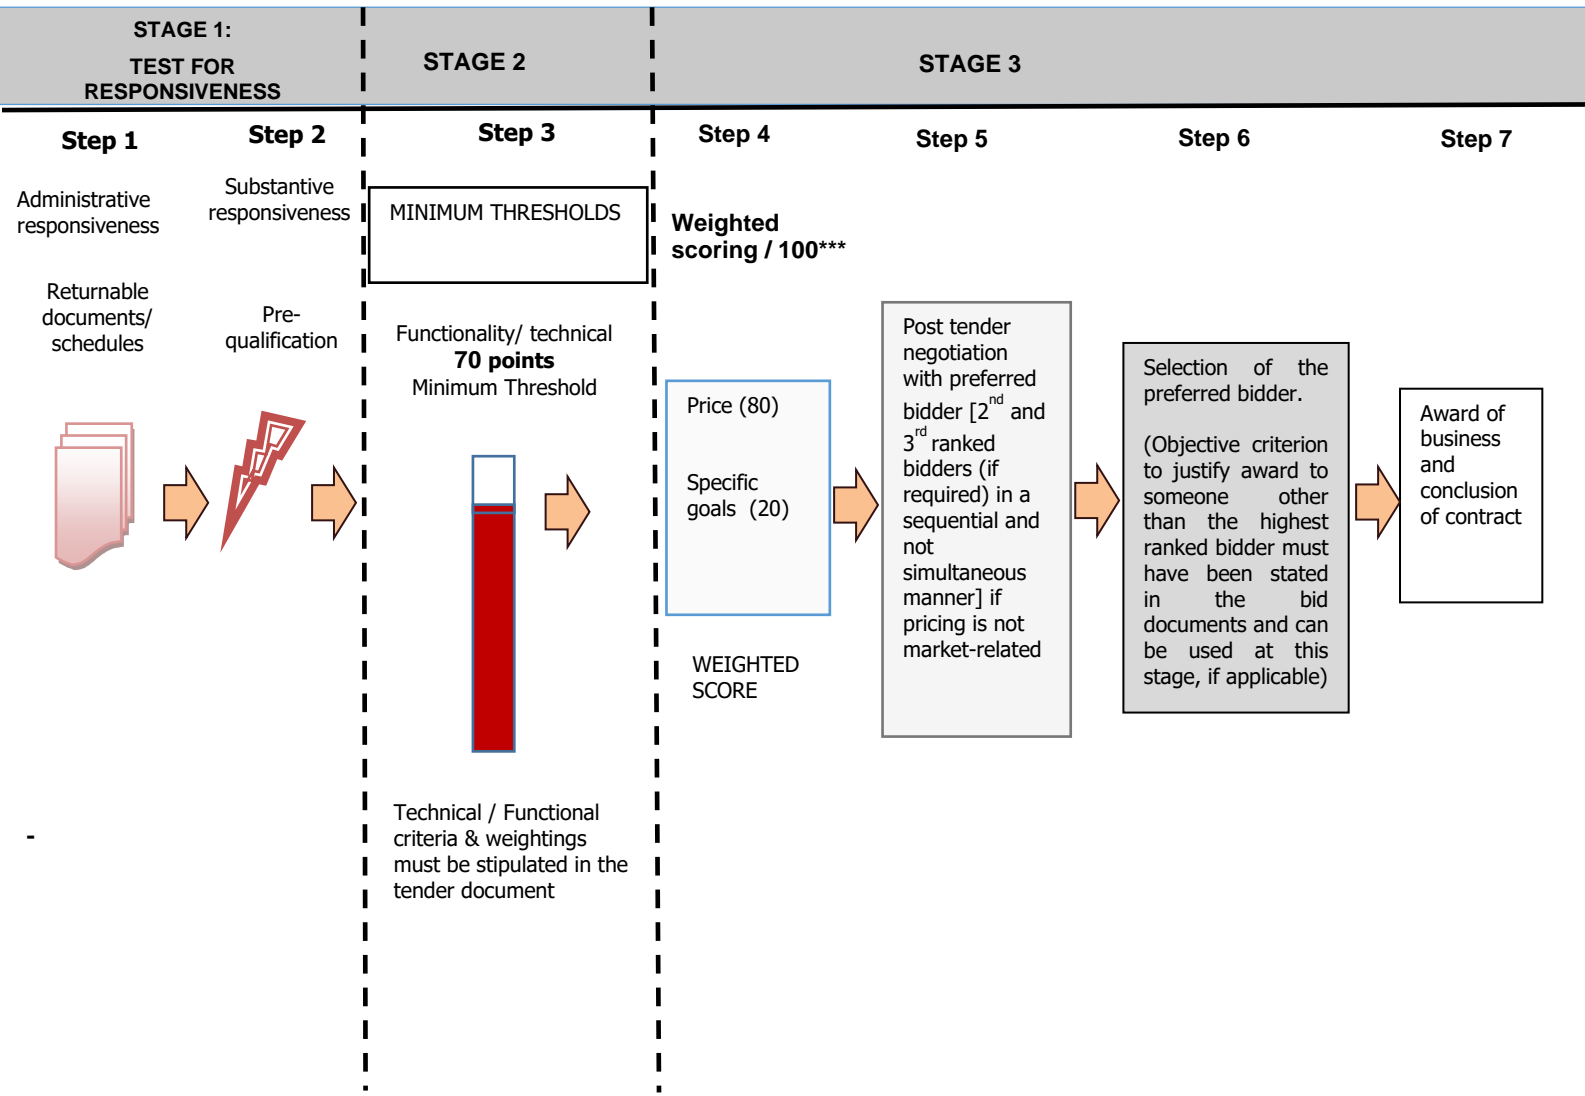 STAGE 1:
TEST FOR
RESPONSIVENESS
STAGE 2
STAGE 3
Step 1
Step 2
Step 3
Step 4
Step 5
Step 6
Step 7
Administrative
responsiveness
Returnable
documents/
schedules
Substantive
responsiveness
Pre-
qualification
MINIMUM THRESHOLDS
Functionality/ technical
70 points
Minimum Threshold
Technical / Functional
criteria & weightings
must be stipulated in the
tender document
Weighted
scoring / 100***
Price (80)
Specific
goals (20)
WEIGHTED
SCORE
Post tender
negotiation
with preferred
bidder [2nd and
3rd ranked
bidders (if
required) in a
sequential and
not
simultaneous
manner] if
pricing is not
market-related
Selection of the
preferred bidder.
(Objective criterion
to justify award to
someone other
than the highest
ranked bidder must
have been stated
in the bid
documents and can
be used at this
stage, if applicable)
Award of
business
and
conclusion
of contract
-